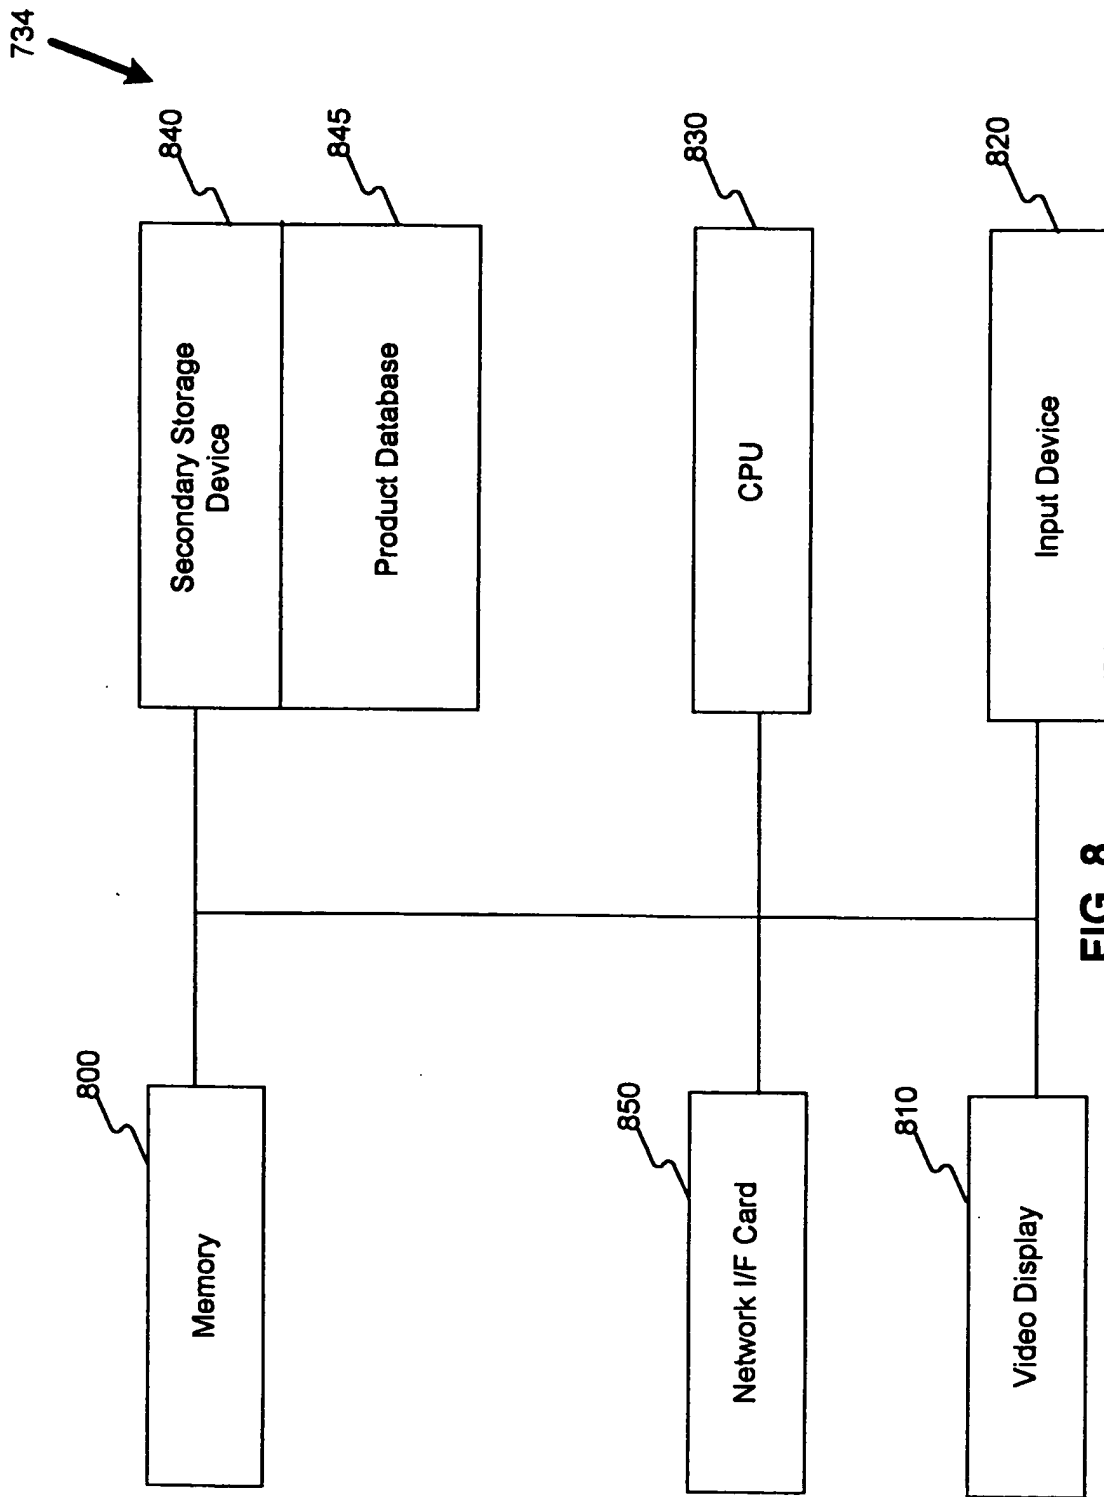 734
800
840
Memory
Secondary Storage
Device
845
Product Database
850
830
Network I/F Card
CPU
810
820
Video Display
Input Device
FIG. 8